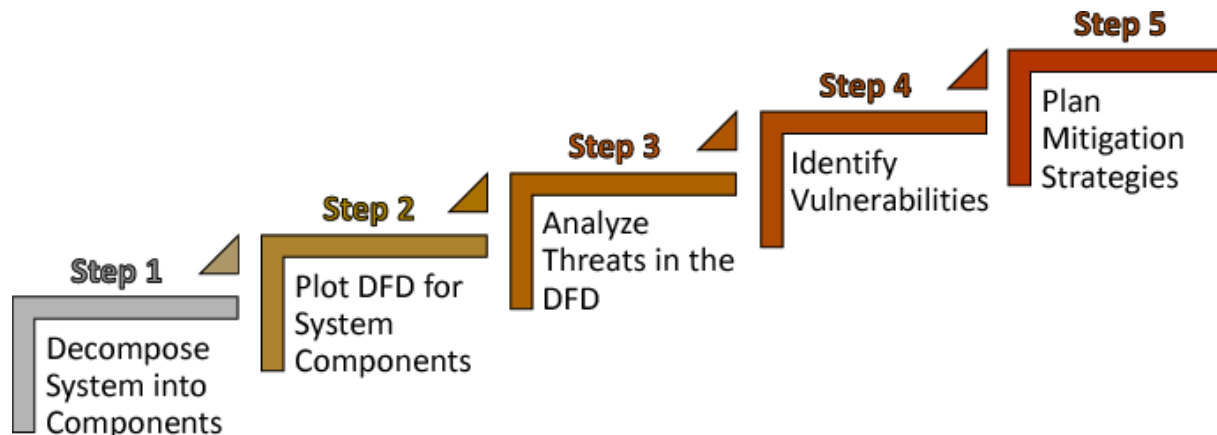 Step 1
Decompose
System into
Components
Step 2
Plot DFD for
System
Components
Step 3
Analyze
Threats in the
DFD
Step 4
Identify
Vulnerabilities
Step 5
Plan
Mitigation
Strategies